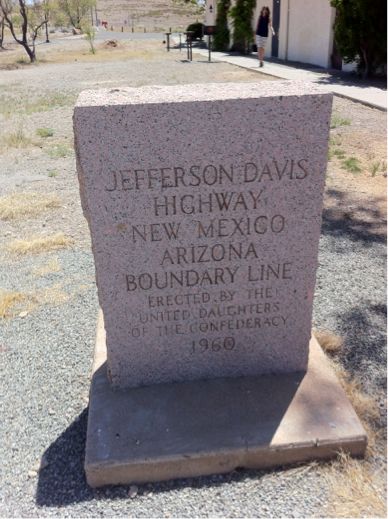 JEFFERSON DAVIS
HIGHWAY
NEW MEXICO
ARIZONA
BOUNDARY LINE
ERECTED BY THE
UNITED DAUGHTERS
OF THE CONFEDERACY
1960